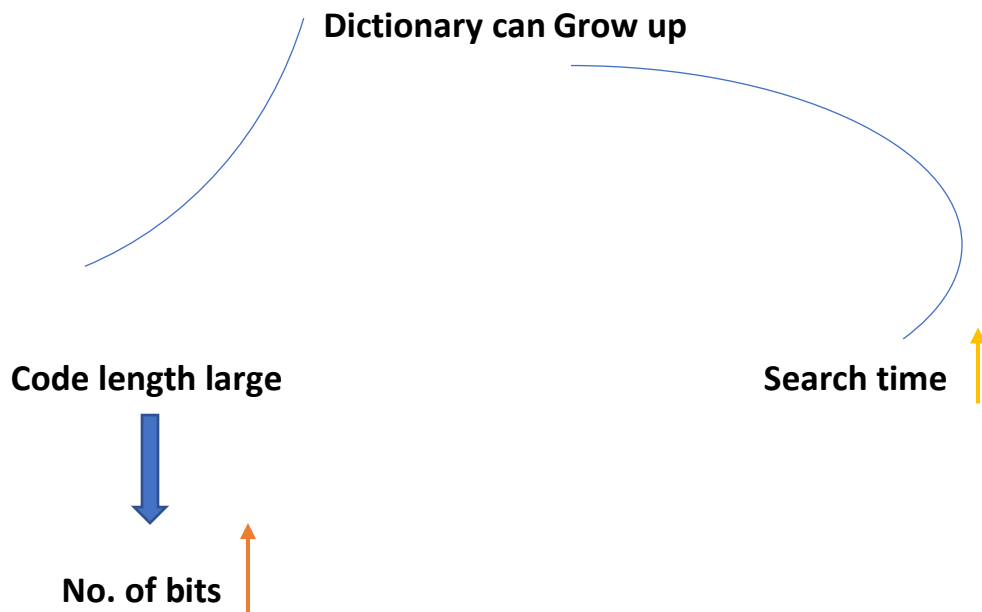 Dictionary can Grow up
Code length large
Search time
No. of bits